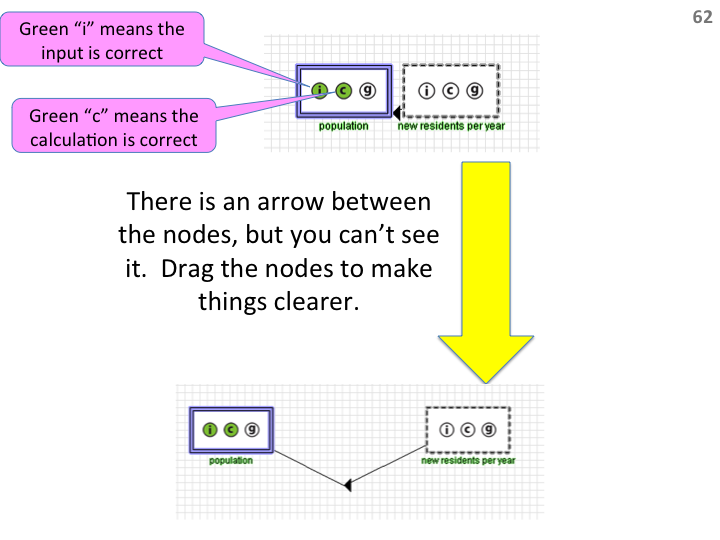 62
Green “i” means the
input is correct
i c g
i c g
population
new residents per year
Green “c” means the
calculation is correct
There is an arrow between
the nodes, but you can’t see
it.  Drag the nodes to make
things clearer.
i c g
i c g
population
new residents per year